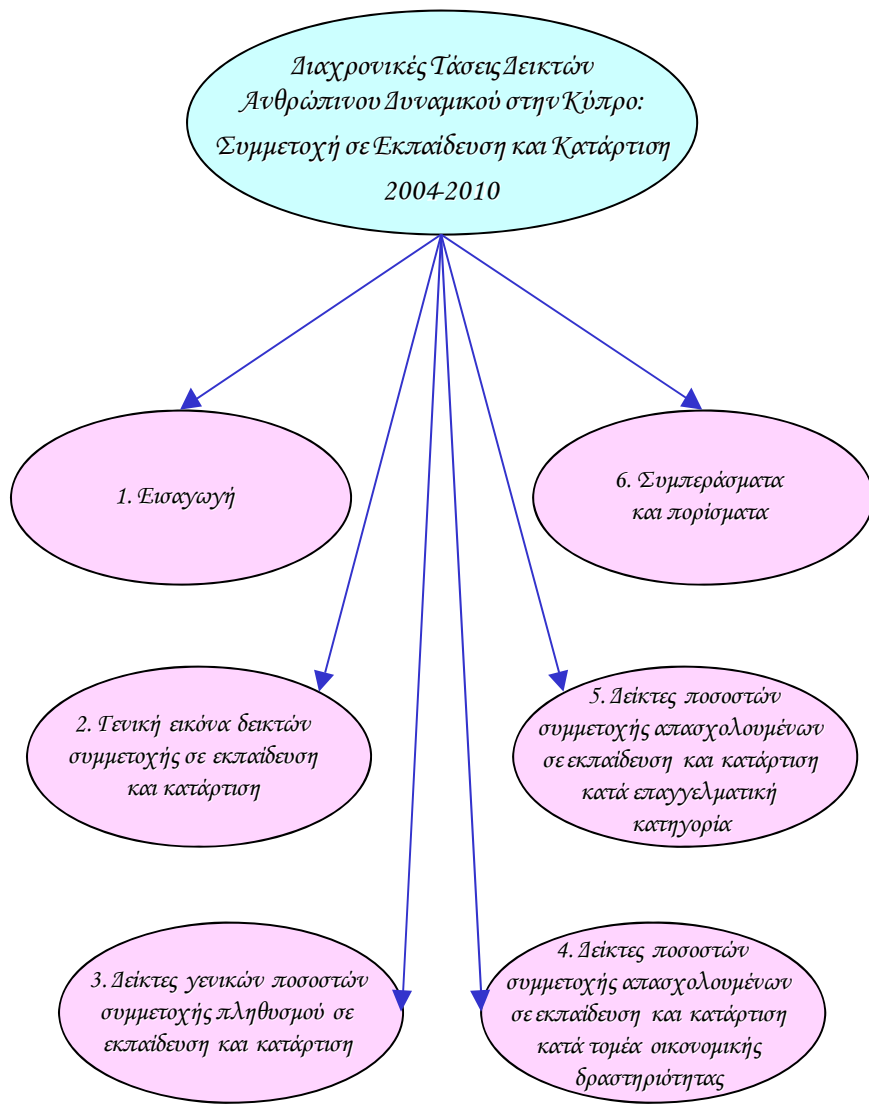 Διαχρονικές Τάσεις Δεικτών
Ανθρώπινου Δυναμικού στην Κύπρο:
Συμμετοχή σε Εκπαίδευση και Κατάρτιση
2004-2010
1. Εισαγωγή
6. Συμπεράσματα
και πορίσματα
2. Γενική εικόνα δεικτών
συμμετοχής σε εκπαίδευση
και κατάρτιση
5. Δείκτες ποσοστών
συμμετοχής απασχολουμένων
σε εκπαίδευση και κατάρτιση
κατά επαγγελματική
κατηγορία
3. Δείκτες γενικών ποσοστών
συμμετοχής πληθυσμού σε
εκπαίδευση και κατάρτιση
4. Δείκτες ποσοστών
συμμετοχής απασχολουμένων
σε εκπαίδευση και κατάρτιση
κατά τομέα οικονομικής
δραστηριότητας